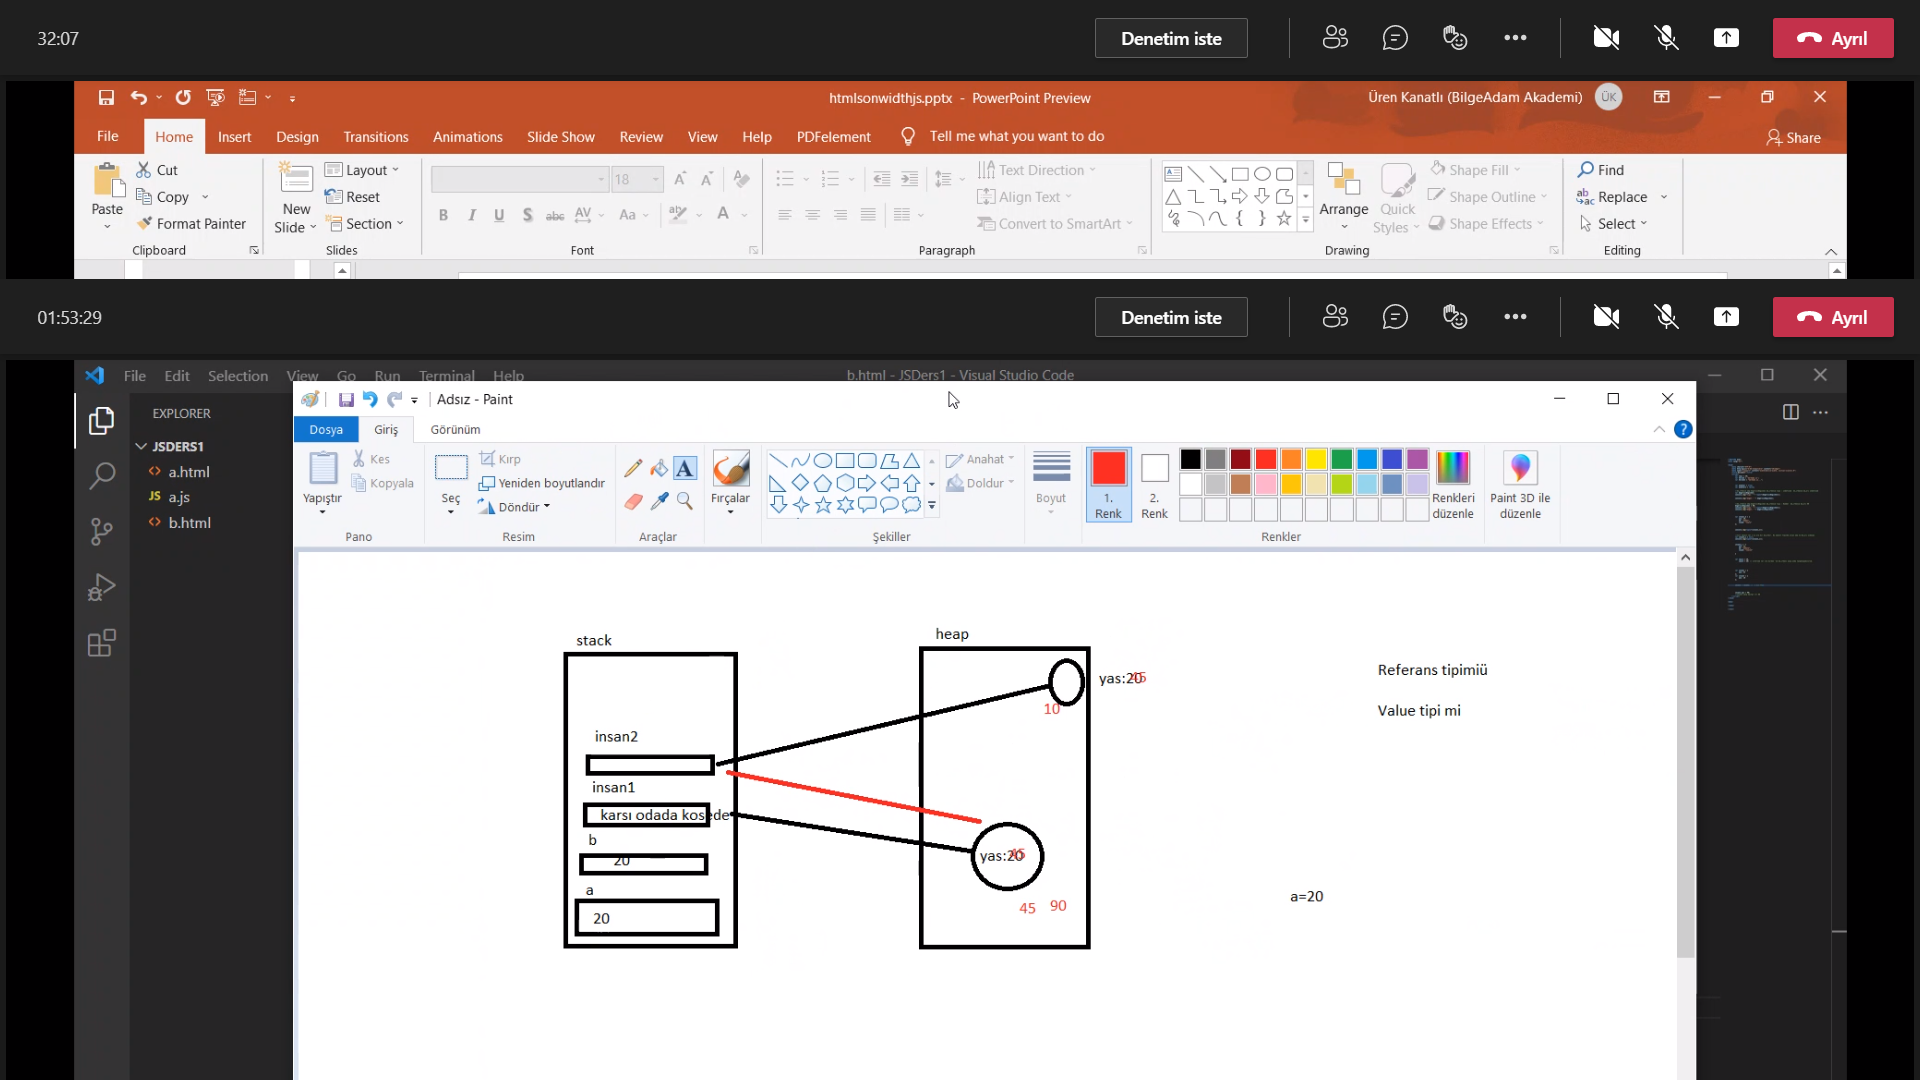 32:07
Denetim iste
Ayrıl
htmlsonwidthjs.pptx - PowerPoint Preview
Üren Kanatlı (BilgeAdam Akademi)
ÜK
File Home Insert Design Transitions Animations Slide Show Review View Help PDFelement Tell me what you want to do
Share
Paste
Cut
Copy
Format Painter
Clipboard
New
Slide
Layout
Reset
Section
Slides
18
B I U S abc AV Aa A
Font
Text Direction
Align Text
Convert to SmartArt
Paragraph
Arrange
Quick
Styles
Shape Fill
Shape Outline
Shape Effects
Drawing
Find
Replace
Select
Editing
01:53:29
Denetim iste
Ayrıl
File Edit Selection View Go Run Terminal Help
b.html - JSDers1 - Visual Studio Code
EXPLORER
JSDERS1
a.html
JS a.js
b.html
Adsız - Paint
Dosya Giriş Görünüm
Yapıştır
Kes
Kopyala
Pano
Seç
Kırp
Yeniden boyutlandır
Döndür
Resim
A
Araçlar
Fırçalar
Anahat
Doldur
Şekiller
Boyut
1.
Renk
2.
Renk
Renkleri
düzenle
Renkler
Paint 3D ile
düzenle
stack
insan2
insan1
karsı odada kosede
b
20
a
20
heap
yas:20
45
10
yas:20
45
45 90
Referans tipimiü
Value tipi mi
a=20